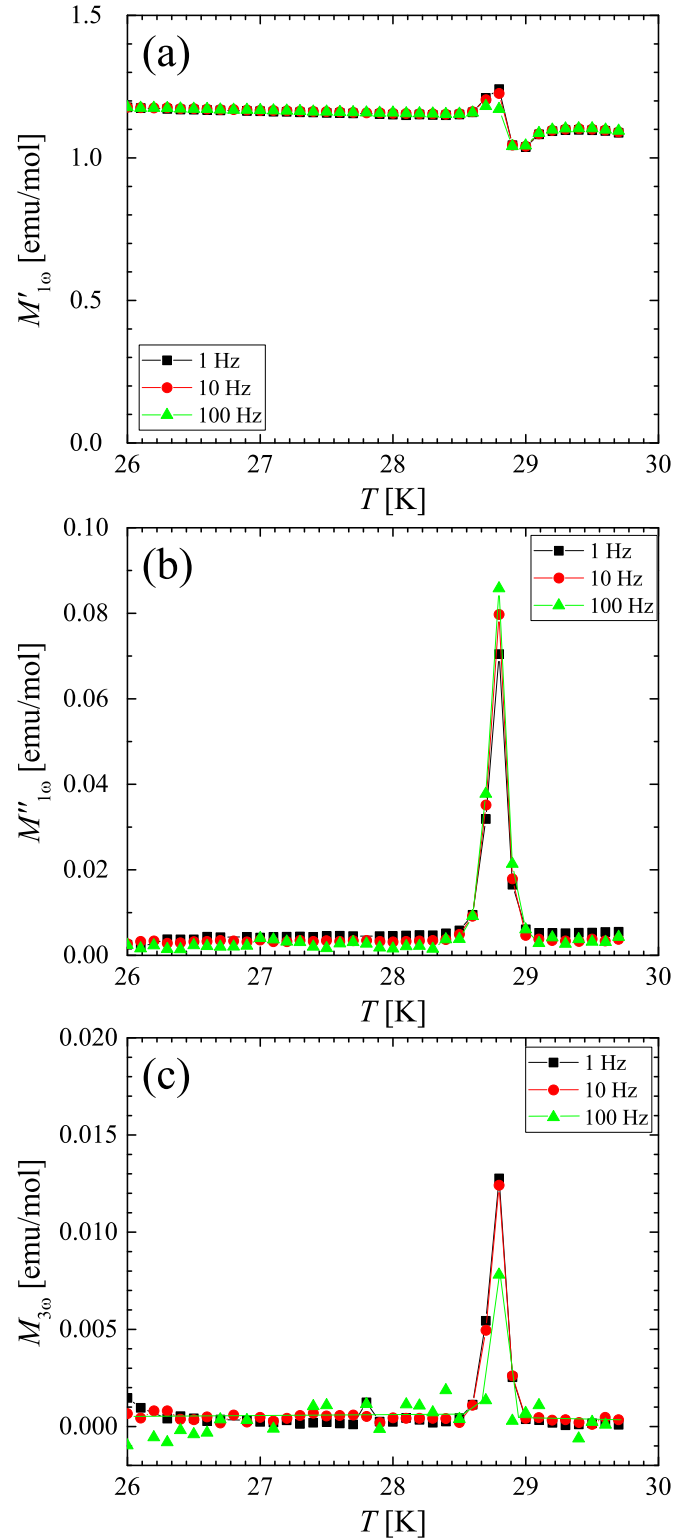 (a)
1.5
1.0
0.5
0.0
M′1ω [emu/mol]
1 Hz
10 Hz
100 Hz
26 27 28 29 30
T [K]
(b)
0.10
0.08
0.06
0.04
0.02
0.00
M″1ω [emu/mol]
1 Hz
10 Hz
100 Hz
26 27 28 29 30
T [K]
(c)
0.020
0.015
0.010
0.005
0.000
M3ω [emu/mol]
1 Hz
10 Hz
100 Hz
26 27 28 29 30
T [K]